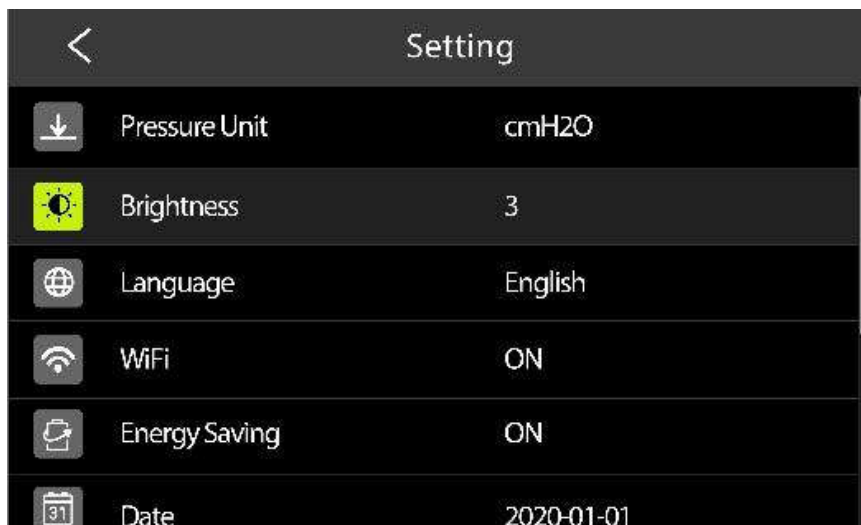 Setting
Pressure Unit cmH2O
Brightness 3
Language English
WiFi ON
Energy Saving ON
31 Date 2020-01-01